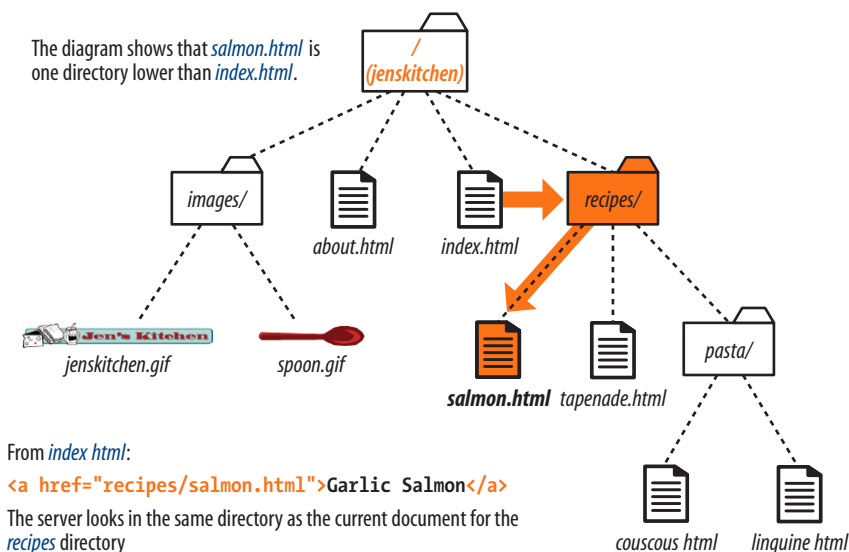 The diagram shows that salmon.html is
one directory lower than index.html.
/
(jenskitchen)
images/
about.html
index.html
recipes/
Jen's Kitchen
jenskitchen.gif
spoon.gif
salmon.html
tapenade.html
pasta/
From index html:
<a href="recipes/salmon.html">Garlic Salmon</a>
The server looks in the same directory as the current document for the
recipes directory
couscous html
linguine html